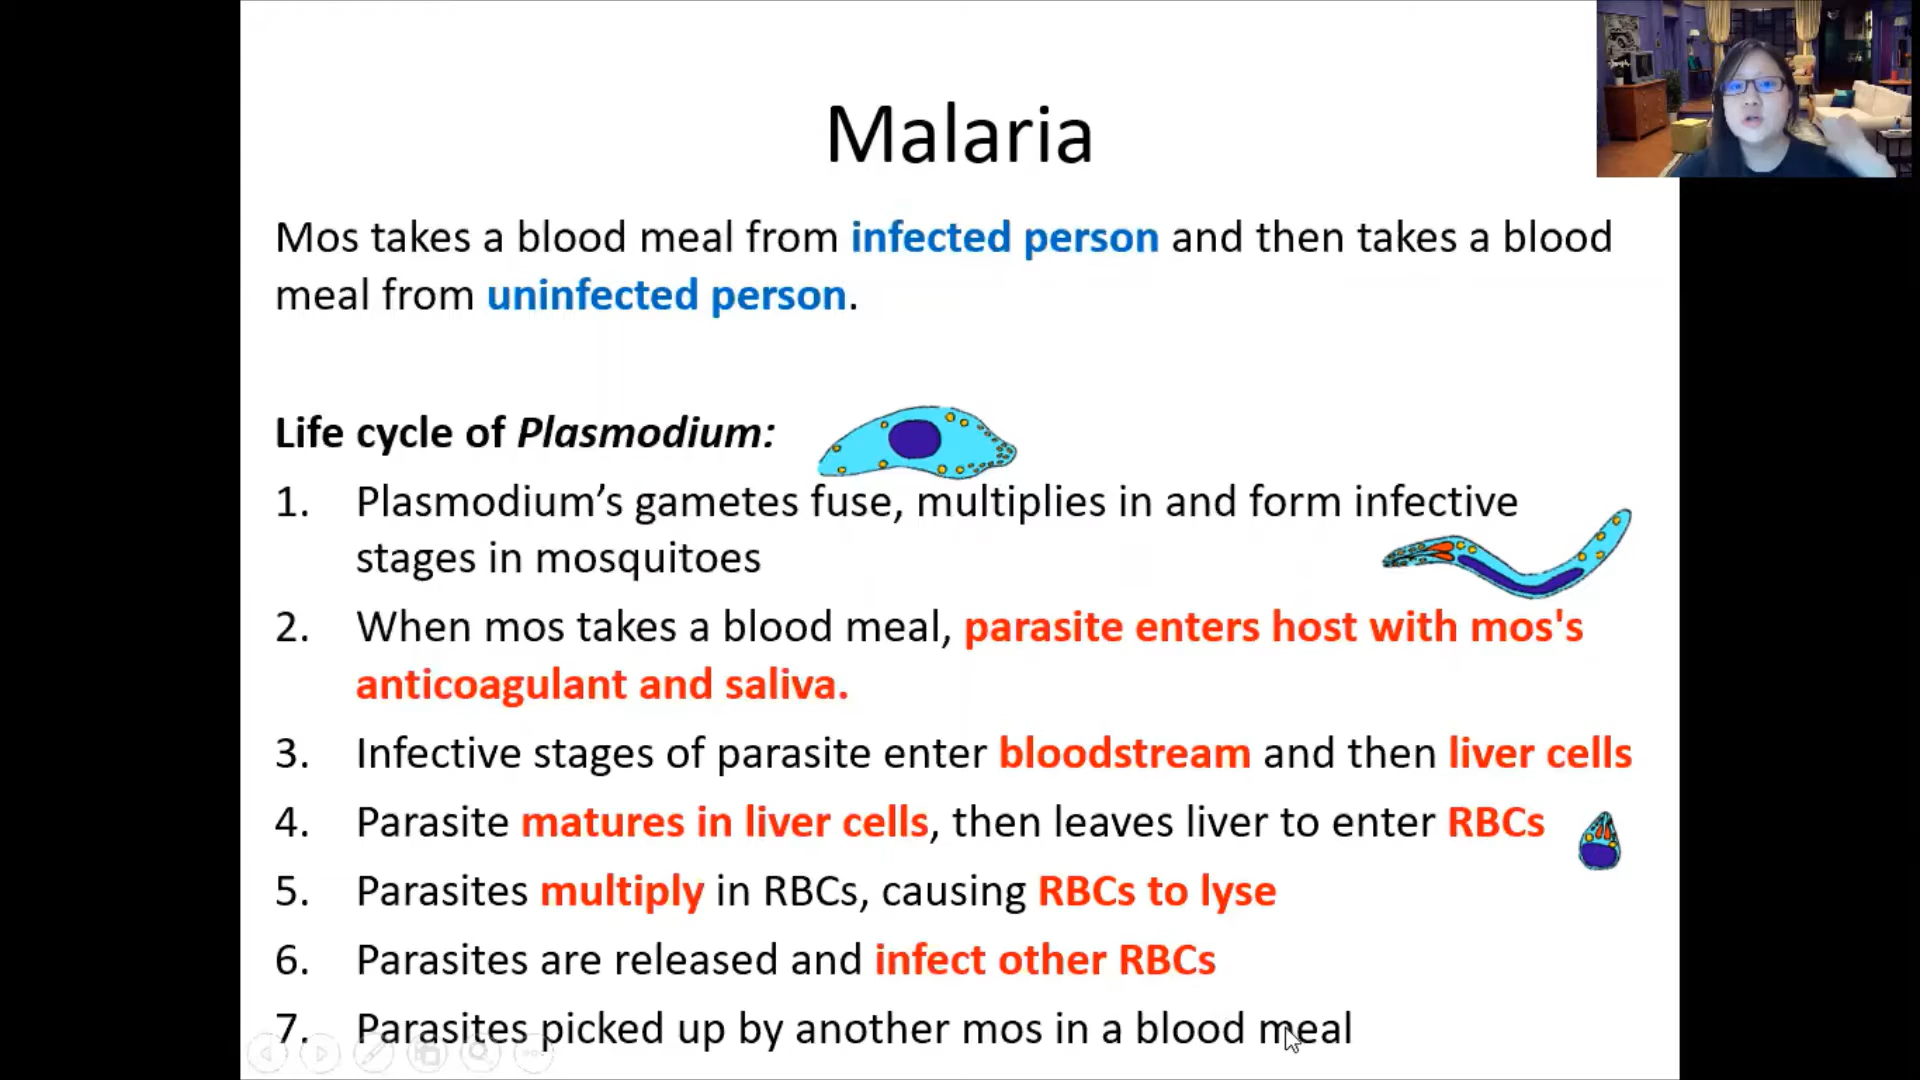 Malaria
Mos takes a blood meal from infected person and then takes a blood
meal from uninfected person.
Life cycle of Plasmodium:
1. Plasmodium’s gametes fuse, multiplies in and form infective
stages in mosquitoes
2. When mos takes a blood meal, parasite enters host with mos's
anticoagulant and saliva.
3. Infective stages of parasite enter bloodstream and then liver cells
4. Parasite matures in liver cells, then leaves liver to enter RBCs
5. Parasites multiply in RBCs, causing RBCs to lyse
6. Parasites are released and infect other RBCs
7. Parasites picked up by another mos in a blood meal